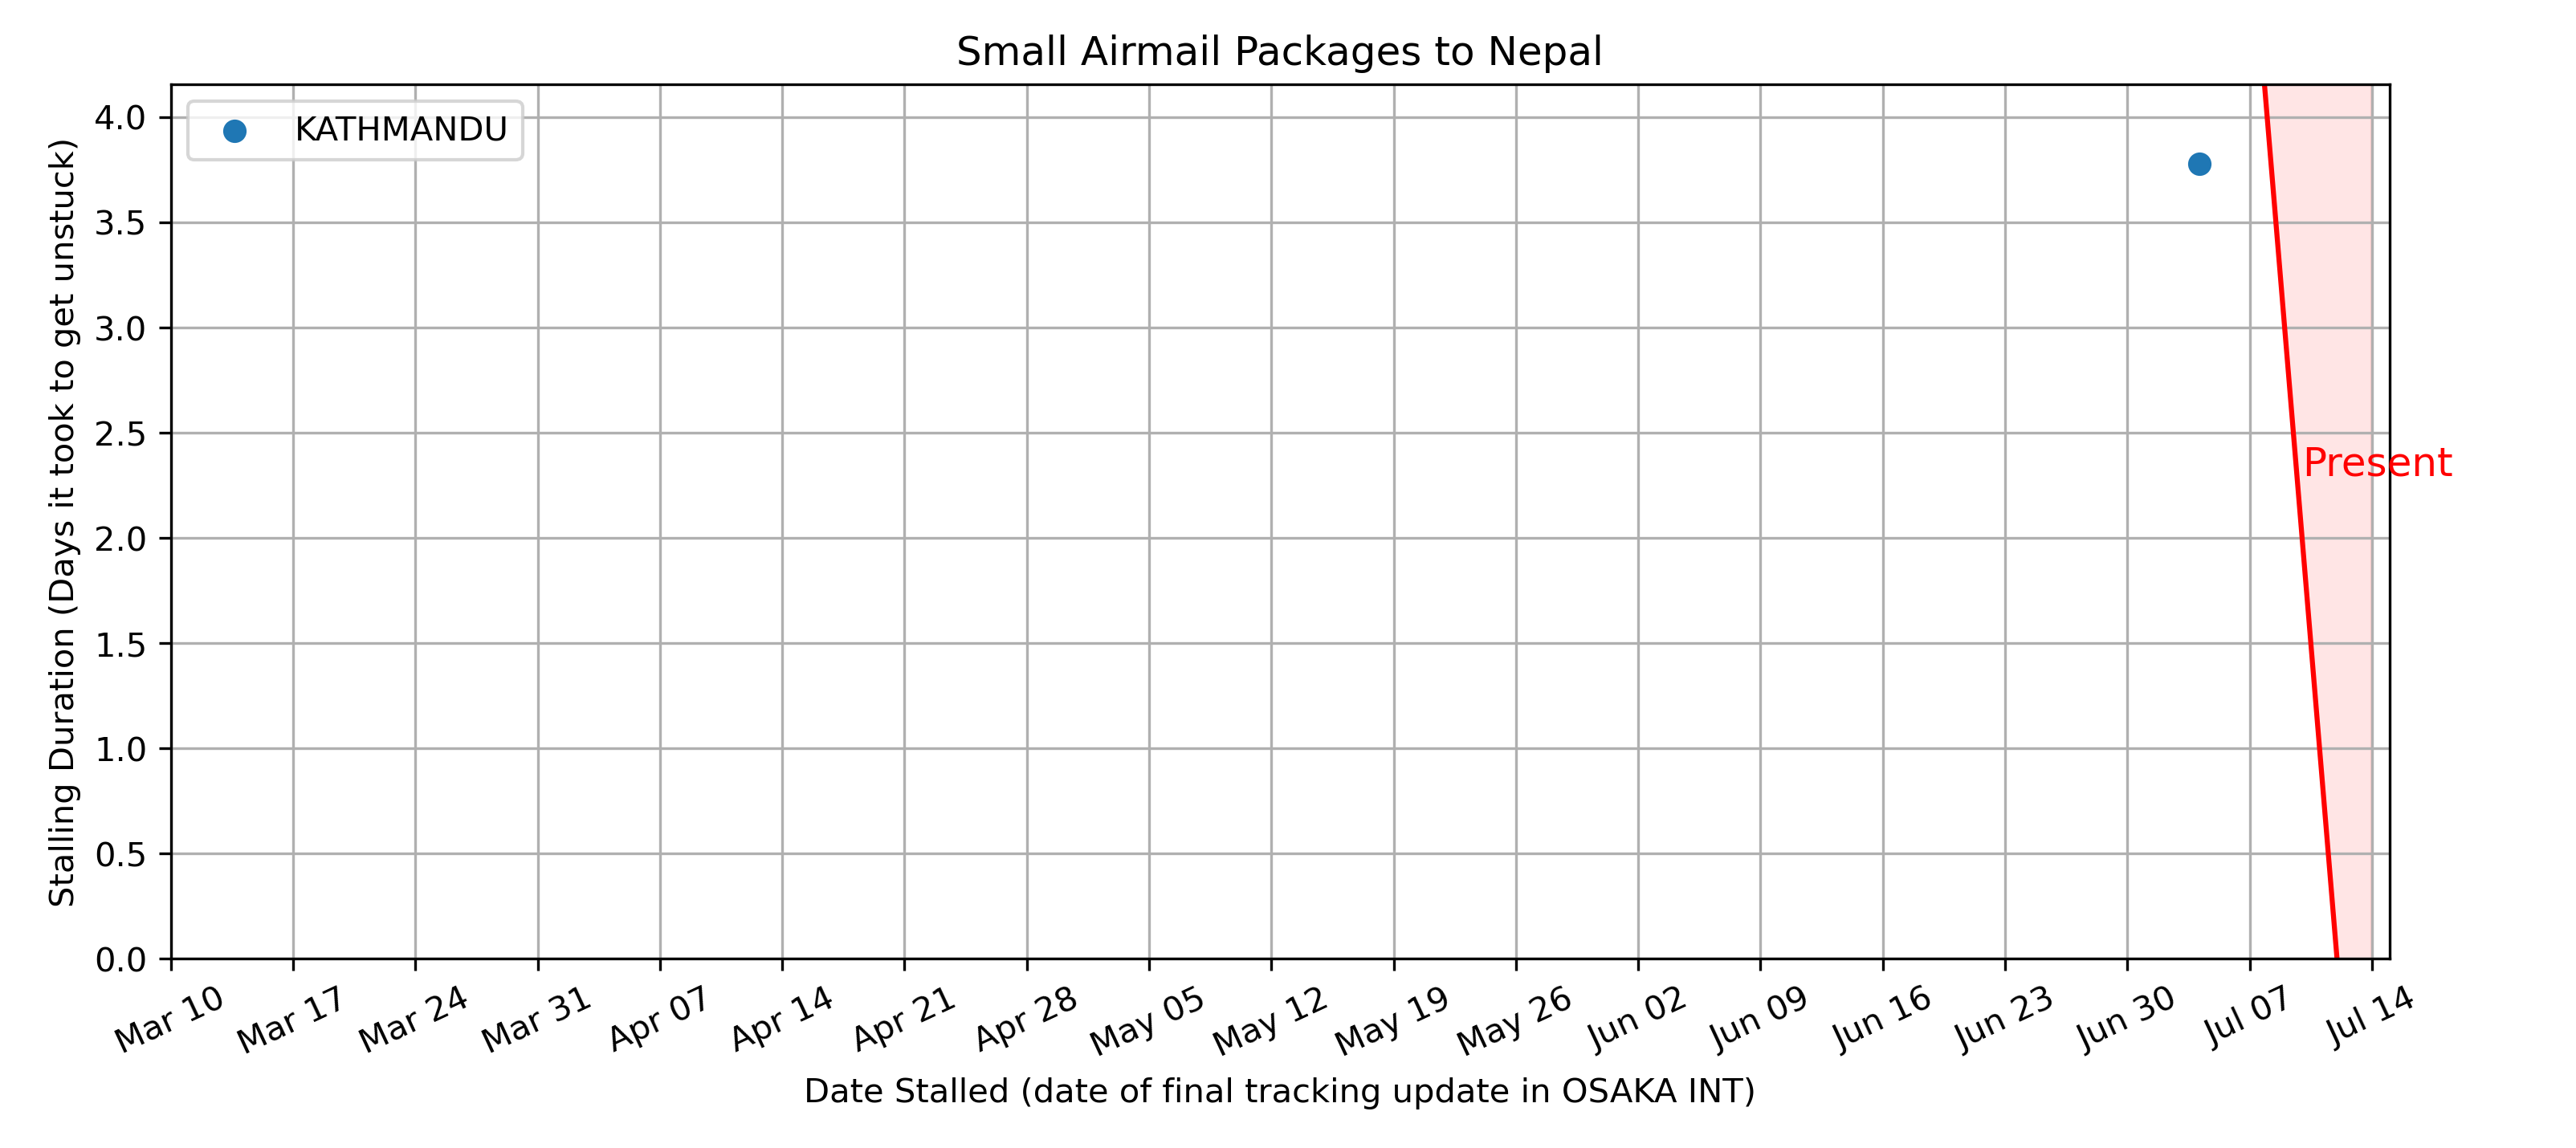 Small Airmail Packages to Nepal
KATHMANDU
Stalling Duration (Days it took to get unstuck)
4.0
3.5
3.0
2.5
2.0
1.5
1.0
0.5
0.0
Present
Mar 10 Mar 17 Mar 24 Mar 31 Apr 07 Apr 14 Apr 21 Apr 28 May 05 May 12 May 19 May 26 Jun 02 Jun 09 Jun 16 Jun 23 Jun 30 Jul 07 Jul 14
Date Stalled (date of final tracking update in OSAKA INT)